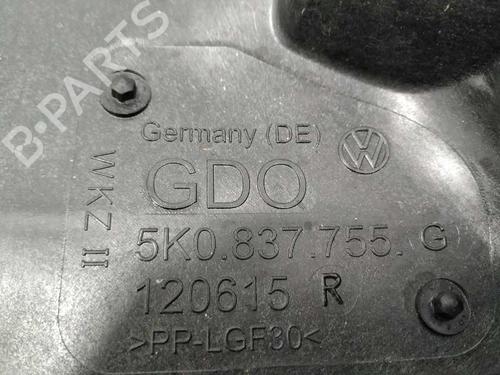 B-PARTS
Germany (DE)
GDO
WKZ II
5K0.837.755. G
120615 R
>PP-LGF30<